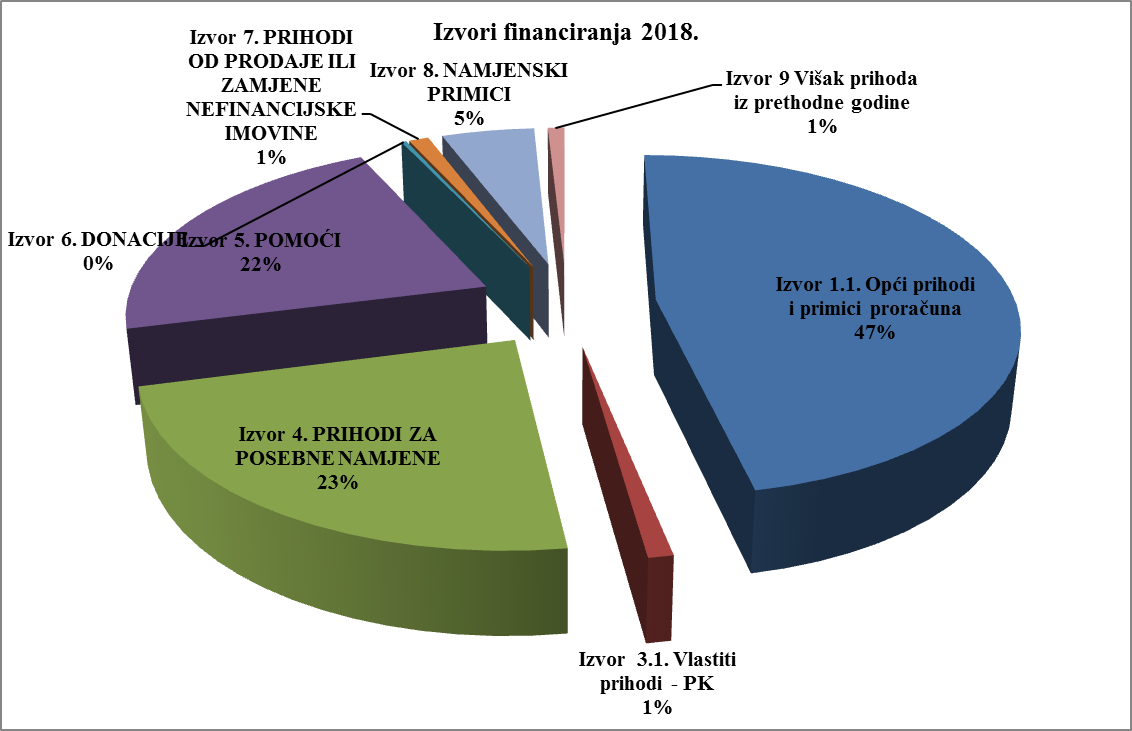 Izvori financiranja 2018.
Izvor 7. PRIHODI
OD PRODAJE ILI
ZAMJENE
NEFINANCIJSKE
IMOVINE
1%
Izvor 8. NAMJENSKI
PRIMICI
5%
Izvor 9 Višak prihoda
iz prethodne godine
1%
Izvor 6. DONACIJE
0%
Izvor 5. POMOĆI
22%
Izvor 1.1. Opći prihodi
i primici proračuna
47%
Izvor 4. PRIHODI ZA
POSEBNE NAMJENE
23%
Izvor 3.1. Vlastiti
prihodi - PK
1%